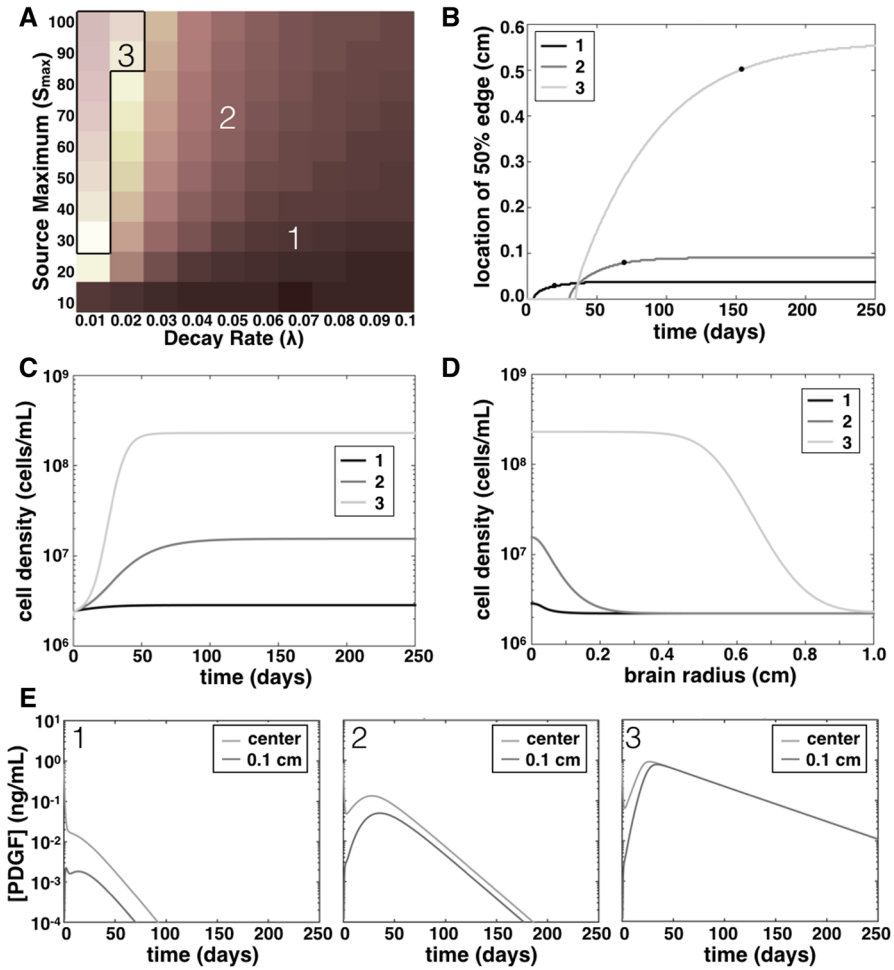 A
Source Maximum (Smax)
100
90
80
70
60
50
40
30
20
10
3
2
1
0.01 0.02 0.03 0.04 0.05 0.06 0.07 0.08 0.09 0.1
Decay Rate (λ)
B
location of 50% edge (cm)
0.6
0.5
0.4
0.3
0.2
0.1
0.0
1
2
3
0 50 100 150 200 250
time (days)
C
cell density (cells/mL)
10⁹
10⁸
10⁷
10⁶
1
2
3
0 50 100 150 200 250
time (days)
D
cell density (cells/mL)
10⁹
10⁸
10⁷
10⁶
1
2
3
0 0.2 0.4 0.6 0.8 1.0
brain radius (cm)
E
[PDGF] (ng/mL)
10¹
10⁰
10⁻¹
10⁻²
10⁻³
10⁻⁴
1
center
0.1 cm
0 50 100 150 200 250
time (days)
2
center
0.1 cm
0 50 100 150 200 250
time (days)
3
center
0.1 cm
0 50 100 150 200 250
time (days)